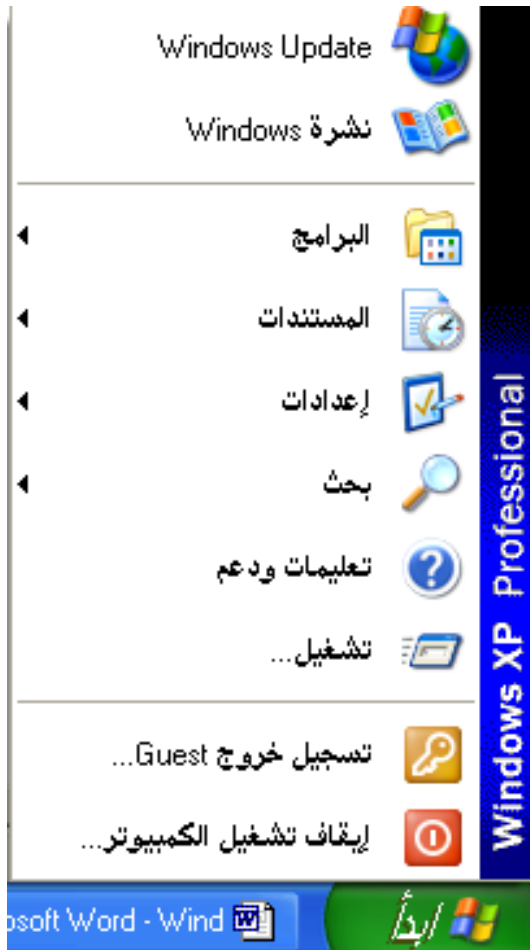 Windows Update
نشرة Windows
البرامج
المستندات
إعدادات
بحث
تعليمات ودعم
تشغيل...
تسجيل خروج Guest...
إيقاف تشغيل الكمبيوتر...
Windows XP Professional
ابدأ
osoft Word - Wind